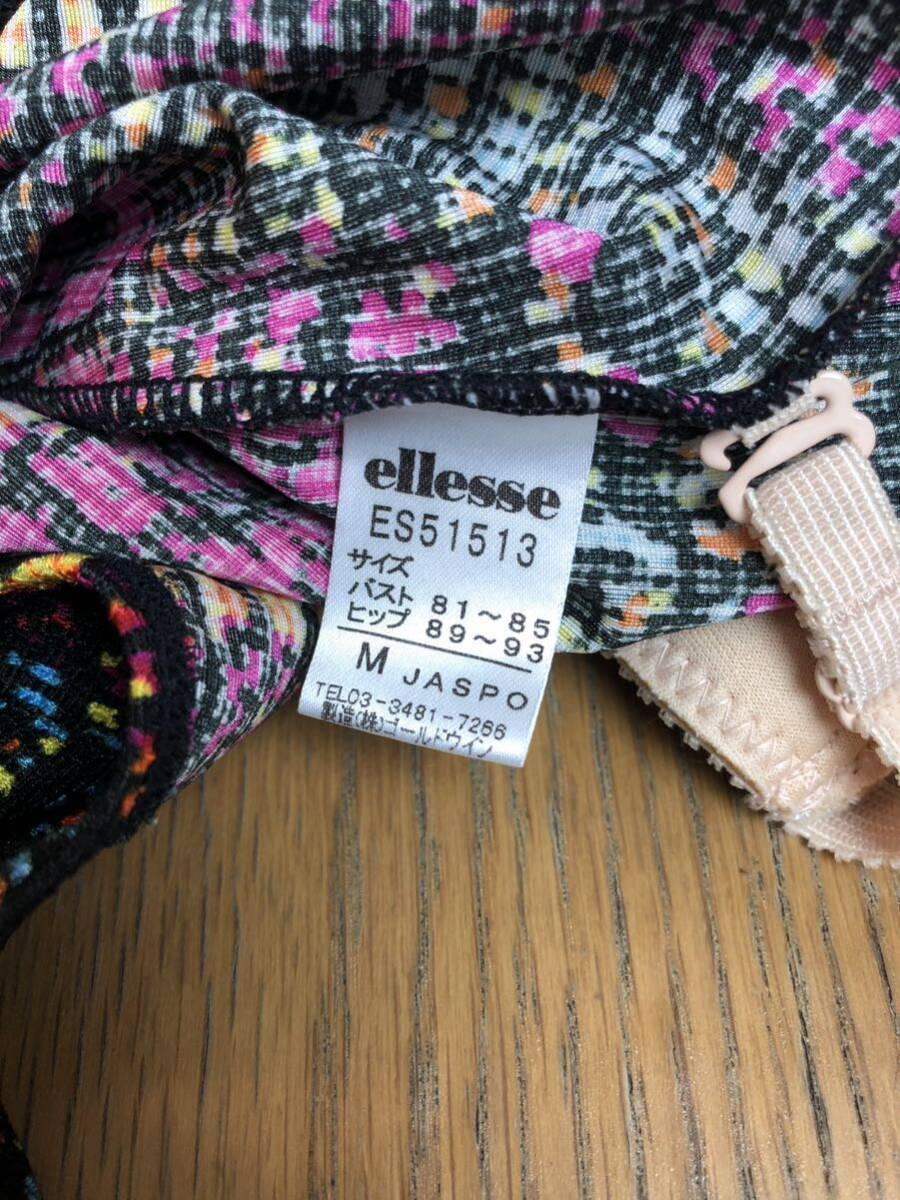 ellesse
ES51513
サイズ
バスト 81～85
ヒップ 89～93
M JASPO
TEL03-3481-7266
製造(株)ゴールドウイン